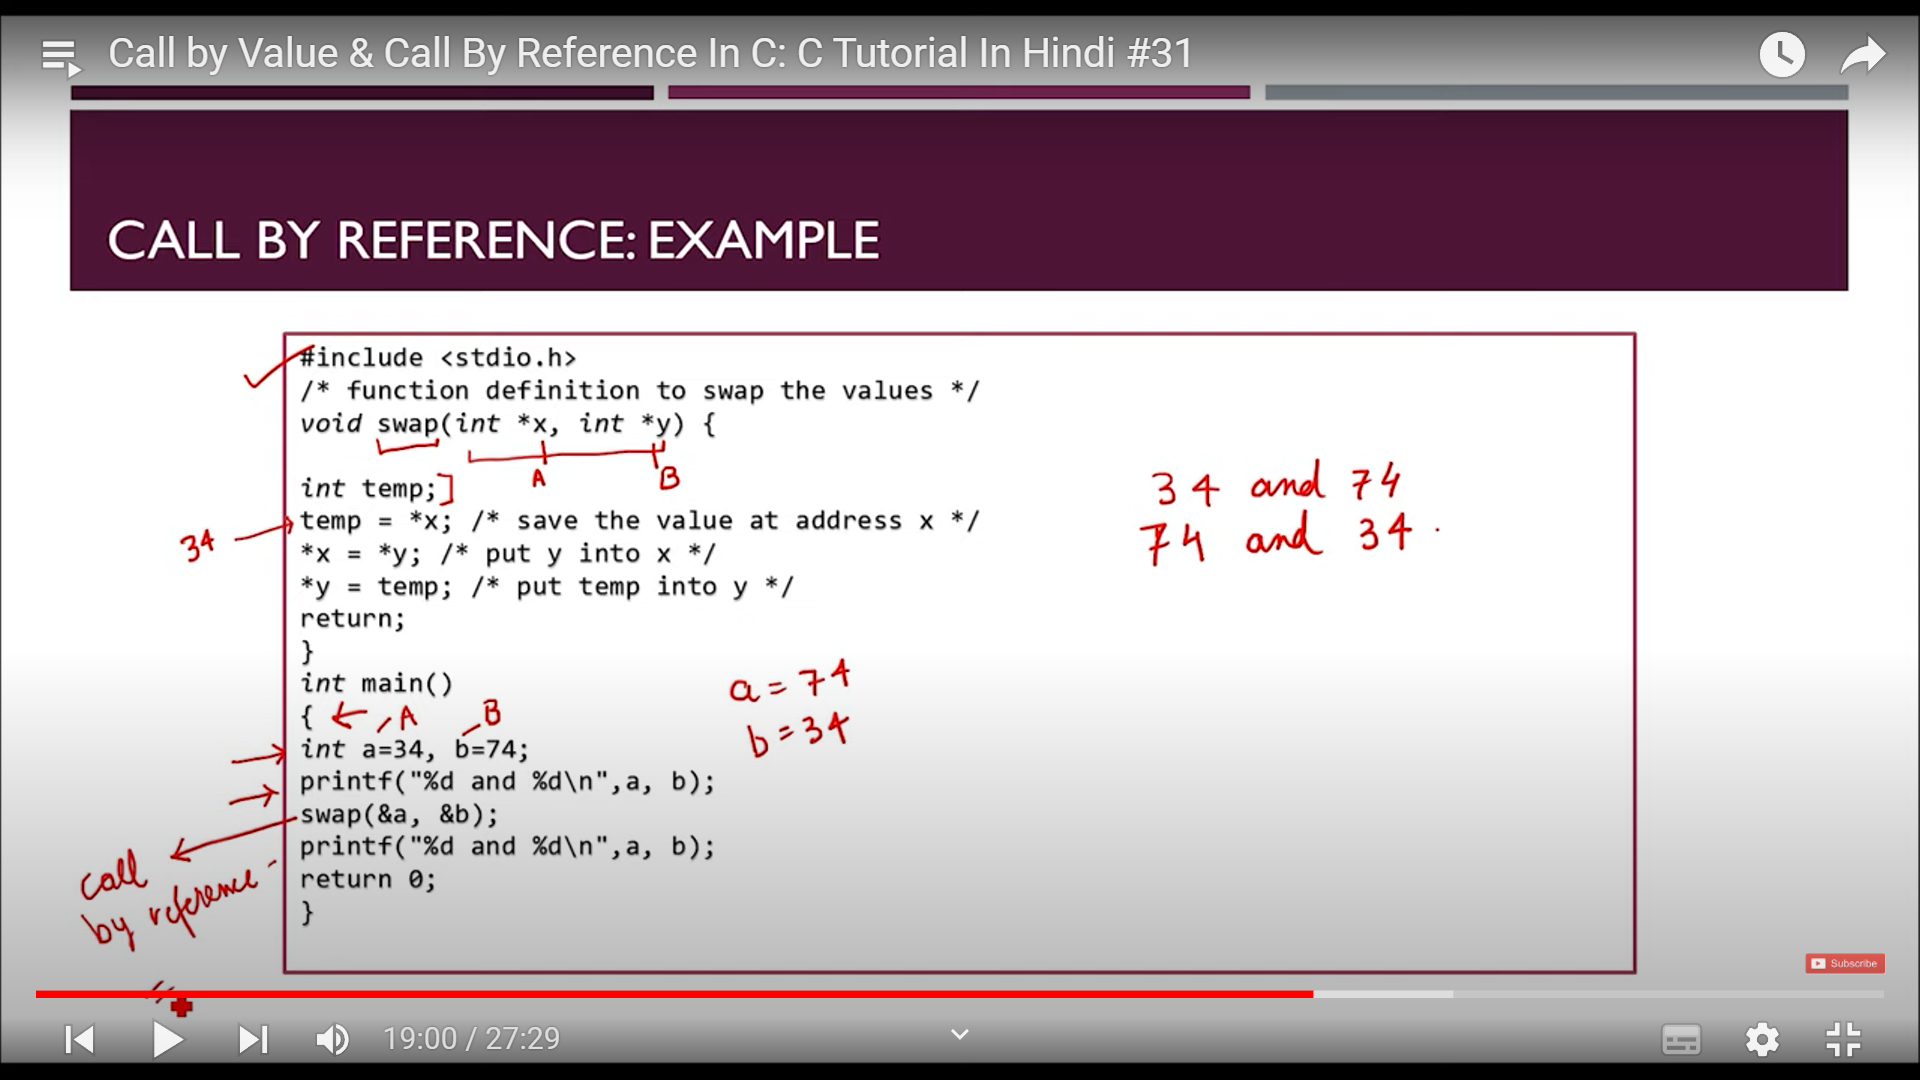 Call by Value & Call By Reference In C: C Tutorial In Hindi #31
CALL BY REFERENCE: EXAMPLE
#include <stdio.h>
/* function definition to swap the values */
void swap(int *x, int *y) {
A B
int temp;]
34
temp = *x; /* save the value at address x */
*x = *y; /* put y into x */
*y = temp; /* put temp into y */
return;
}
int main()
{
A B
int a=34, b=74;
printf("%d and %d\n",a, b);
swap(&a, &b);
printf("%d and %d\n",a, b);
return 0;
}
34 and 74
74 and 34.
a=74
b=34
call
by reference
Subscribe
19:00 / 27:29